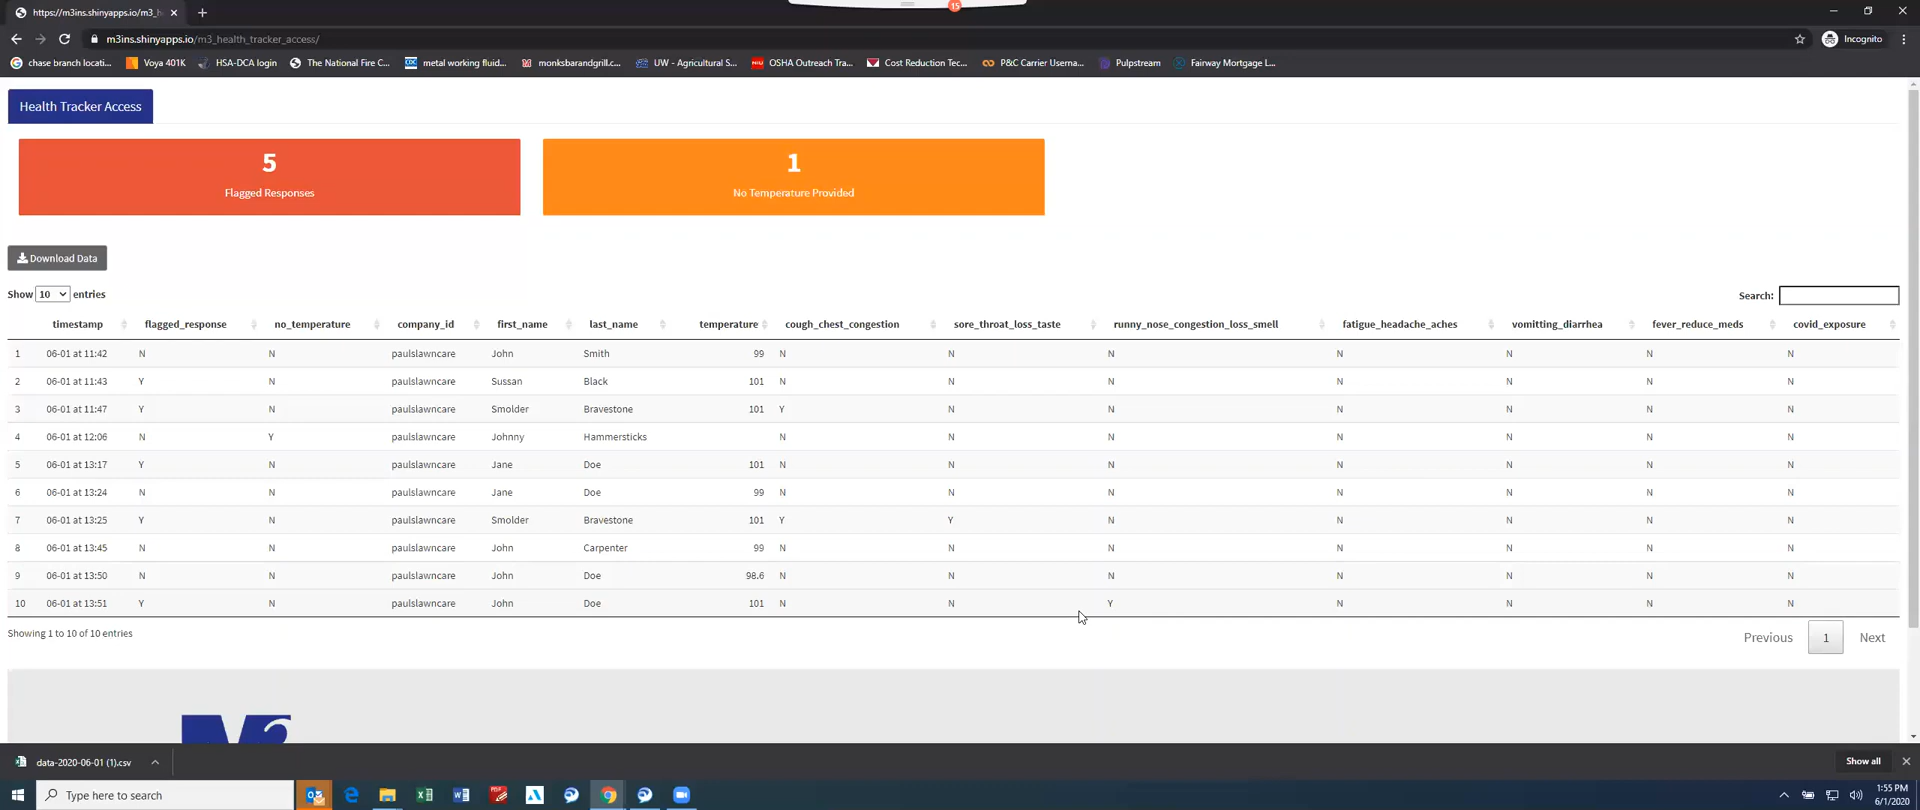 https://m3ins.shinyapps.io/m3_h
15
m3ins.shinyapps.io/m3_health_tracker_access/
Incognito
chase branch locati...
Voya 401K
HSA-DCA login
The National Fire C...
metal working fluid...
monksbarandgrill.c...
UW - Agricultural S...
OSHA Outreach Tra...
Cost Reduction Tec...
P&C Carrier Userna...
Pulpstream
Fairway Mortgage L...
Health Tracker Access
5
Flagged Responses
1
No Temperature Provided
Download Data
Show 10 entries
Search:
timestamp flagged_response no_temperature company_id first_name last_name temperature cough_chest_congestion sore_throat_loss_taste runny_nose_congestion_loss_smell fatigue_headache_aches vomitting_diarrhea fever_reduce_meds covid_exposure
1 06-01 at 11:42 N N paulslawncare John Smith 99 N N N N N N N
2 06-01 at 11:43 Y N paulslawncare Sussan Black 101 N N N N N N N
3 06-01 at 11:47 Y N paulslawncare Smolder Bravestone 101 Y N N N N N N
4 06-01 at 12:06 N Y paulslawncare Johnny Hammersticks N N N N N N N
5 06-01 at 13:17 Y N paulslawncare Jane Doe 101 N N N N N N N
6 06-01 at 13:24 N N paulslawncare Jane Doe 99 N N N N N N N
7 06-01 at 13:25 Y N paulslawncare Smolder Bravestone 101 Y Y N N N N N
8 06-01 at 13:45 N N paulslawncare John Carpenter 99 N N N N N N N
9 06-01 at 13:50 N N paulslawncare John Doe 98.6 N N N N N N N
10 06-01 at 13:51 Y N paulslawncare John Doe 101 N N Y N N N N
Showing 1 to 10 of 10 entries
Previous 1 Next
data-2020-06-01 (1).csv
Show all
Type here to search
1:55 PM
6/1/2020